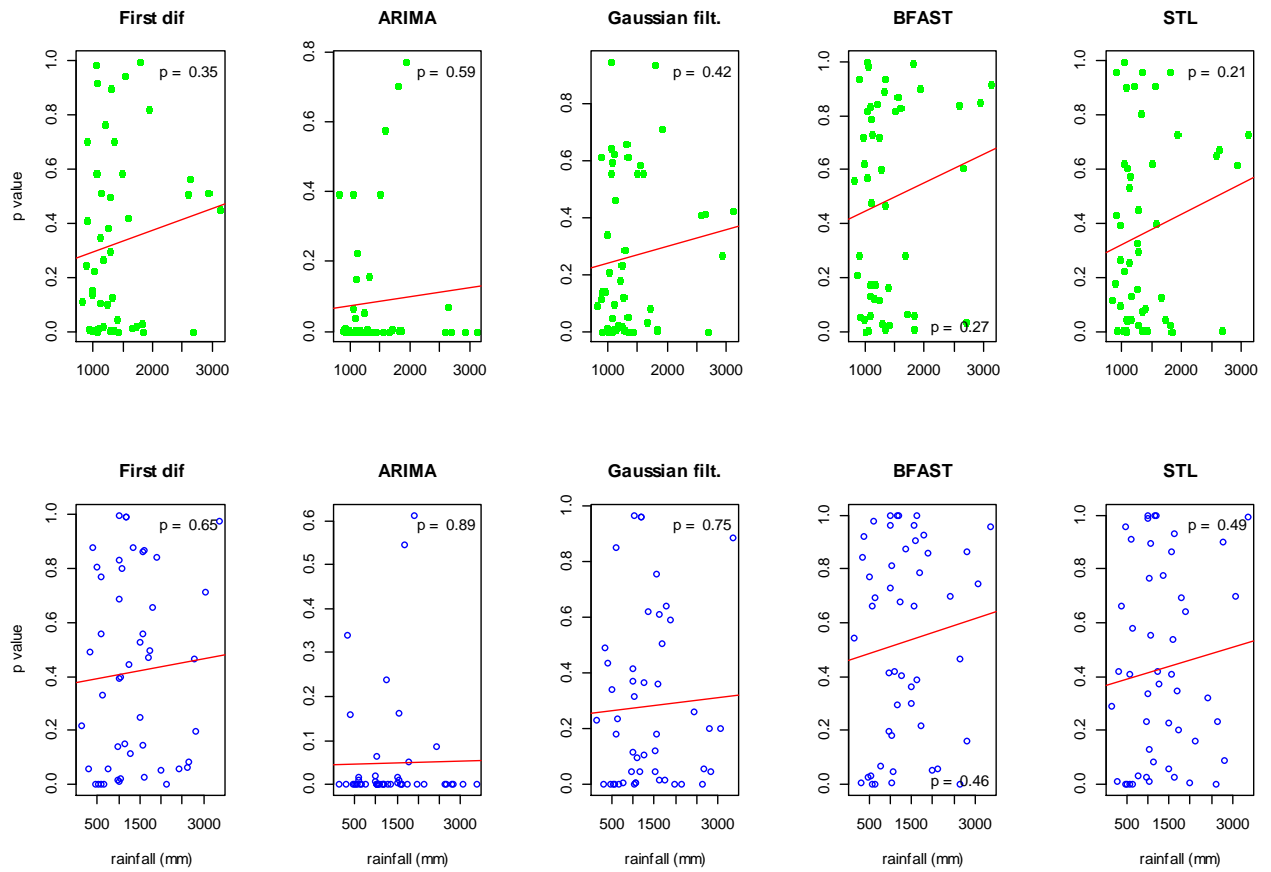 First dif
ARIMA
Gaussian filt.
BFAST
STL
p value
0.0 0.2 0.4 0.6 0.8 1.0
p = 0.35
1000 2000 3000
0.0 0.2 0.4 0.6 0.8
p = 0.59
1000 2000 3000
0.0 0.2 0.4 0.6 0.8
p = 0.42
1000 2000 3000
0.0 0.2 0.4 0.6 0.8 1.0
p = 0.27
1000 2000 3000
0.0 0.2 0.4 0.6 0.8 1.0
p = 0.21
1000 2000 3000
First dif
ARIMA
Gaussian filt.
BFAST
STL
p value
0.0 0.2 0.4 0.6 0.8 1.0
p = 0.65
500 1500 3000
rainfall (mm)
0.0 0.1 0.2 0.3 0.4 0.5 0.6
p = 0.89
500 1500 3000
rainfall (mm)
0.0 0.2 0.4 0.6 0.8 1.0
p = 0.75
500 1500 3000
rainfall (mm)
0.0 0.2 0.4 0.6 0.8 1.0
p = 0.46
500 1500 3000
rainfall (mm)
0.0 0.2 0.4 0.6 0.8 1.0
p = 0.49
500 1500 3000
rainfall (mm)